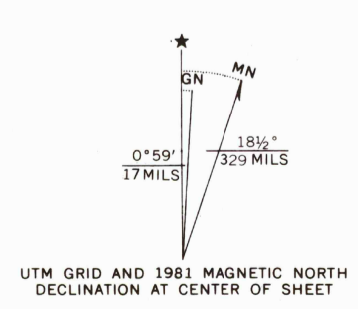 ★
GN
MN
0°59'
17 MILS
18½°
329 MILS
UTM GRID AND 1981 MAGNETIC NORTH
DECLINATION AT CENTER OF SHEET